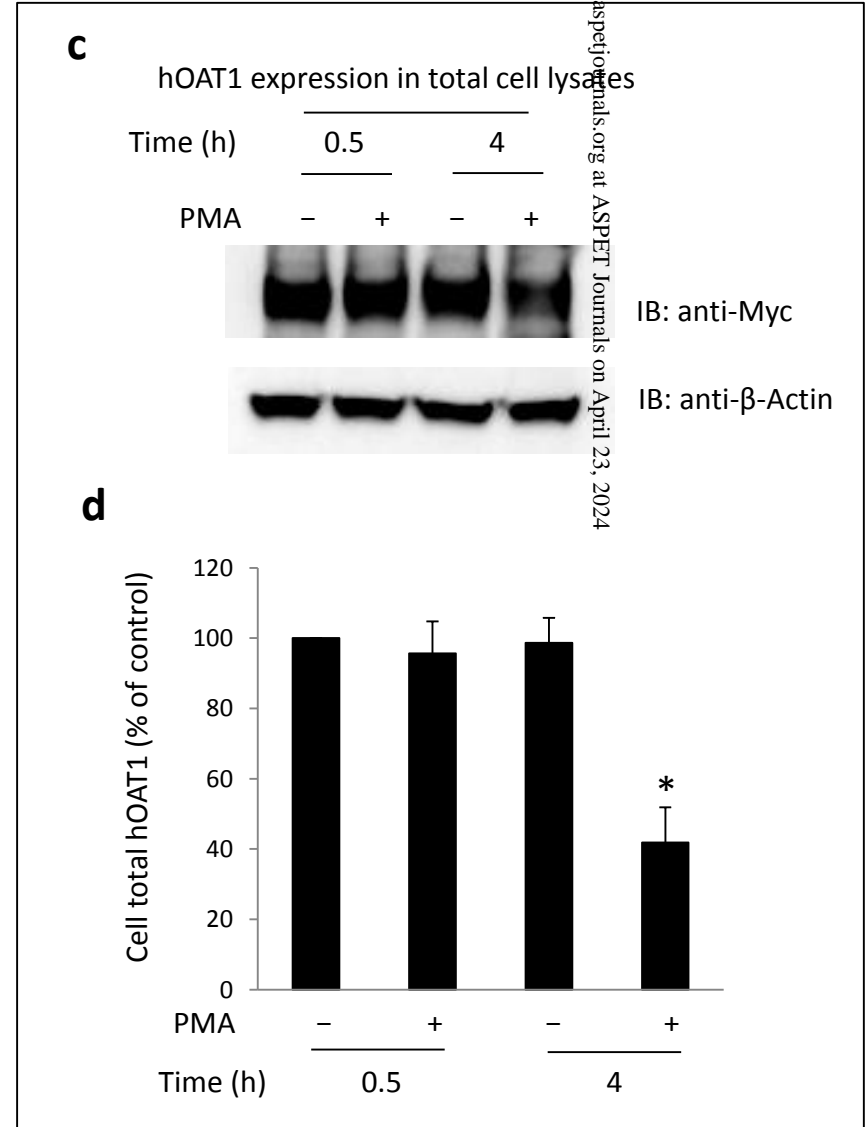 c
hOAT1 expression in total cell lysates
Time (h) 0.5 4
PMA − + − +
IB: anti-Myc
IB: anti-β-Actin
aspetjournals.org at ASPET Journals on April 23, 2024
d
Cell total hOAT1 (% of control)
120
100
80
60
40
20
0
*
PMA − + − +
Time (h) 0.5 4